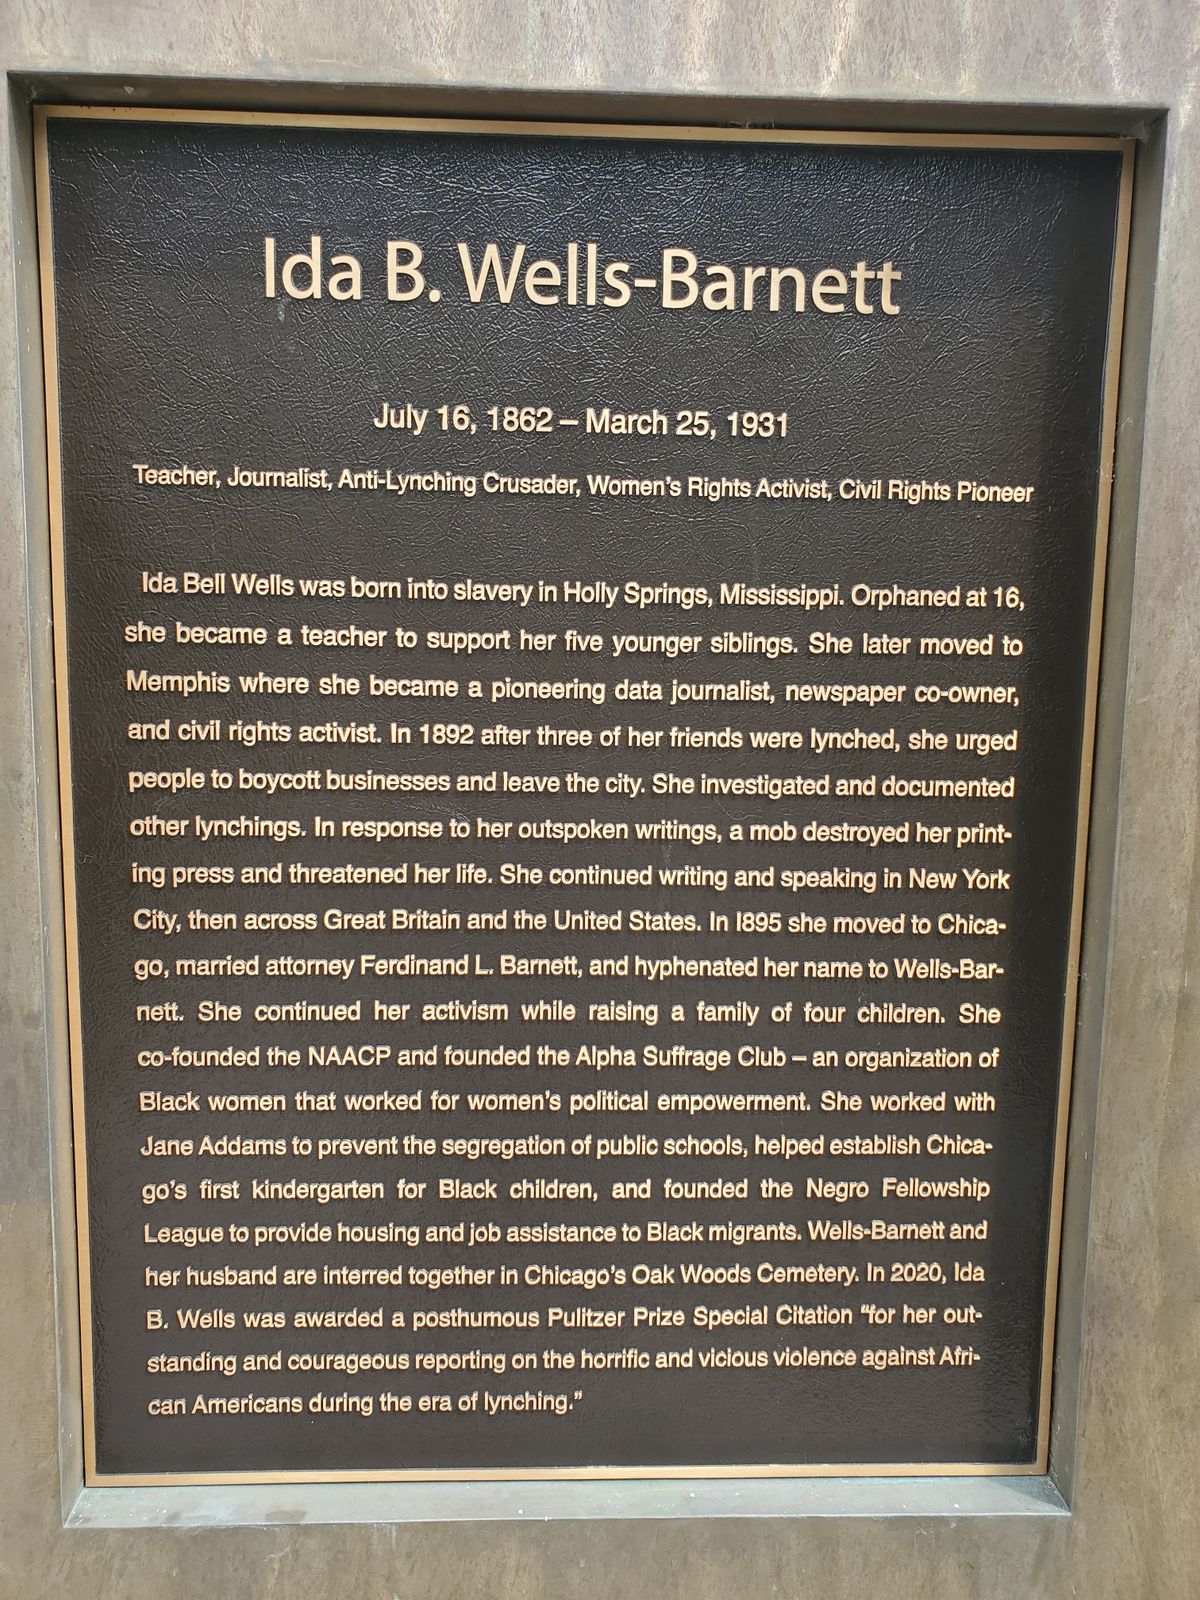 Ida B. Wells-Barnett
July 16, 1862 – March 25, 1931
Teacher, Journalist, Anti-Lynching Crusader, Women's Rights Activist, Civil Rights Pioneer
Ida Bell Wells was born into slavery in Holly Springs, Mississippi. Orphaned at 16,
she became a teacher to support her five younger siblings. She later moved to
Memphis where she became a pioneering data journalist, newspaper co-owner,
and civil rights activist. In 1892 after three of her friends were lynched, she urged
people to boycott businesses and leave the city. She investigated and documented
other lynchings. In response to her outspoken writings, a mob destroyed her print-
ing press and threatened her life. She continued writing and speaking in New York
City, then across Great Britain and the United States. In I895 she moved to Chica-
go, married attorney Ferdinand L. Barnett, and hyphenated her name to Wells-Bar-
nett. She continued her activism while raising a family of four children. She
co-founded the NAACP and founded the Alpha Suffrage Club – an organization of
Black women that worked for women's political empowerment. She worked with
Jane Addams to prevent the segregation of public schools, helped establish Chica-
go's first kindergarten for Black children, and founded the Negro Fellowship
League to provide housing and job assistance to Black migrants. Wells-Barnett and
her husband are interred together in Chicago's Oak Woods Cemetery. In 2020, Ida
B. Wells was awarded a posthumous Pulitzer Prize Special Citation "for her out-
standing and courageous reporting on the horrific and vicious violence against Afri-
can Americans during the era of lynching."